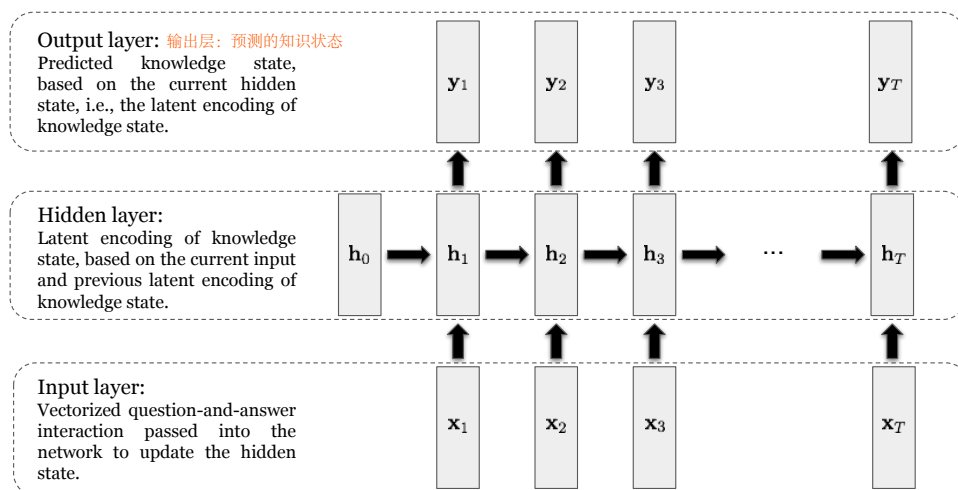 Output layer: 输出层：预测的知识状态
Predicted knowledge state,
based on the current hidden
state, i.e., the latent encoding of
knowledge state.
y1 y2 y3 yT
Hidden layer:
Latent encoding of knowledge
state, based on the current input
and previous latent encoding of
knowledge state.
h0 h1 h2 h3 ... hT
Input layer:
Vectorized question-and-answer
interaction passed into the
network to update the hidden
state.
x1 x2 x3 xT